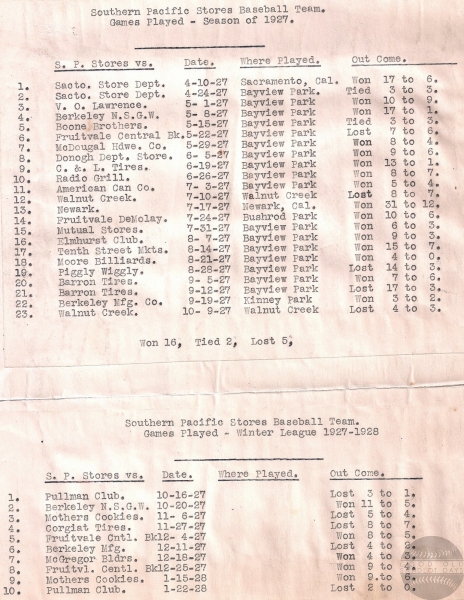 Southern Pacific Stores Baseball Team.
Games Played - Season of 1927.
S. P. Stores vs. Date. Where Played. Out Come.
1. Sacto. Store Dept. 4-10-27 Sacramento, Cal. Won 17 to 6.
2. Sacto. Store Dept. 4-24-27 Bayview Park. Tied 3 to 3.
3. V. O. Lawrence. 5- 1-27 Bayview Park Won 10 to 9.
4. Berkeley N.S.G.W. 5- 8-27 Bayview Park Won 17 to 1.
5. Boone Brothers. 5-15-27 Bayview Park Tied 3 to 3.
6. Fruitvale Central Bk. 5-22-27 Bayview Park Lost 7 to 6.
7. McDougal Hdwe. Co. 5-29-27 Bayview Park Won 8 to 4.
8. Donogh Dept. Store. 6- 5-27 Bayview Park Won 9 to 6.
9. C. & L. Tires. 6-19-27 Bayview Park Won 13 to 1.
10. Radio Grill. 6-26-27 Bayview Park Won 8 to 7.
11. American Can Co. 7- 3-27 Bayview Park Won 5 to 4.
12. Walnut Creek. 7-10-27 Walnut Creek Lost 8 to 7.
13. Newark. 7-17-27 Newark, Cal. Won 31 to 12.
14. Fruitvale DeMolay. 7-24-27 Bushrod Park Won 10 to 6.
15. Mutual Stores. 7-31-27 Bayview Park Won 6 to 3.
16. Elmhurst Club. 8- 7-27 Bayview Park Won 9 to 3.
17. Tenth Street Mkts. 8-14-27 Bayview Park Won 15 to 7.
18. Moore Billiards. 8-21-27 Bayview Park Won 4 to 0.
19. Piggly Wiggly. 8-28-27 Bayview Park Lost 14 to 3.
20. Barron Tires. 9- 5-27 Bayview Park Won 7 to 6.
21. Barron Tires. 9-12-27 Bayview Park Lost 17 to 3.
22. Berkeley Mfg. Co. 9-19-27 Kinney Park Won 3 to 2.
23. Walnut Creek. 10- 9-27 Walnut Creek Lost 4 to 3.
Won 16, Tied 2, Lost 5,
Southern Pacific Stores Baseball Team.
Games Played - Winter League 1927-1928
S. P. Stores vs. Date. Where Played. Out Come.
1. Pullman Club. 10-16-27 Lost 3 to 1.
2. Berkeley N.S.G.W. 10-20-27 Won 11 to 5.
3. Mothers Cookies. 11- 6-27 Lost 5 to 4.
4. Corgiat Tires. 11-27-27 Lost 8 to 7.
5. Fruitvale Cntl. Bk 12- 4-27 Won 8 to 5.
6. Berkeley Mfg. 12-11-27 Lost 4 to 2.
7. McGregor Bldrs. 12-18-27 Won 4 to 3.
8. Fruitvl. Centl. Bk 12-25-27 Won 9 to 4.
9. Mothers Cookies. 1-15-28 Won 9 to 6.
10. Pullman Club. 1-22-28 Lost 2 to 0.